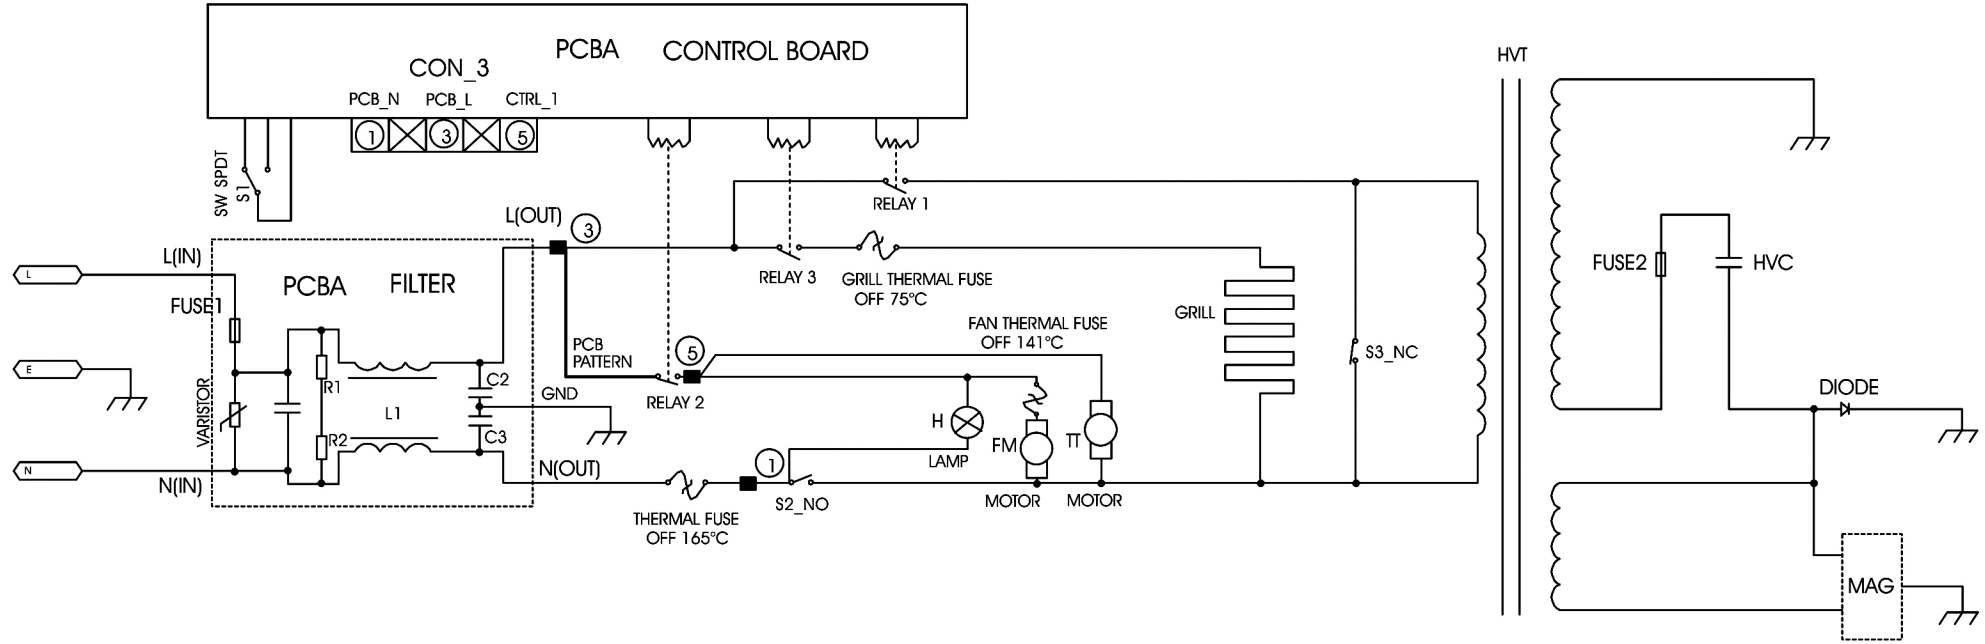 PCBA CONTROL BOARD
CON_3
PCB_N PCB_L CTRL_1
1 3 5
SW SPDT
S1
HVT
RELAY 1
L(OUT) 3
L(IN)
L
PCBA FILTER
FUSE1
RELAY 3
GRILL THERMAL FUSE
OFF 75°C
FUSE2
HVC
GRILL
FAN THERMAL FUSE
OFF 141°C
PCB
PATTERN
5
S3_NC
E
R1
C2
GND
RELAY 2
DIODE
VARISTOR
L1
R2
C3
H
FM
TT
LAMP
N
N(IN)
N(OUT)
1
S2_NO
MOTOR MOTOR
THERMAL FUSE
OFF 165°C
MAG